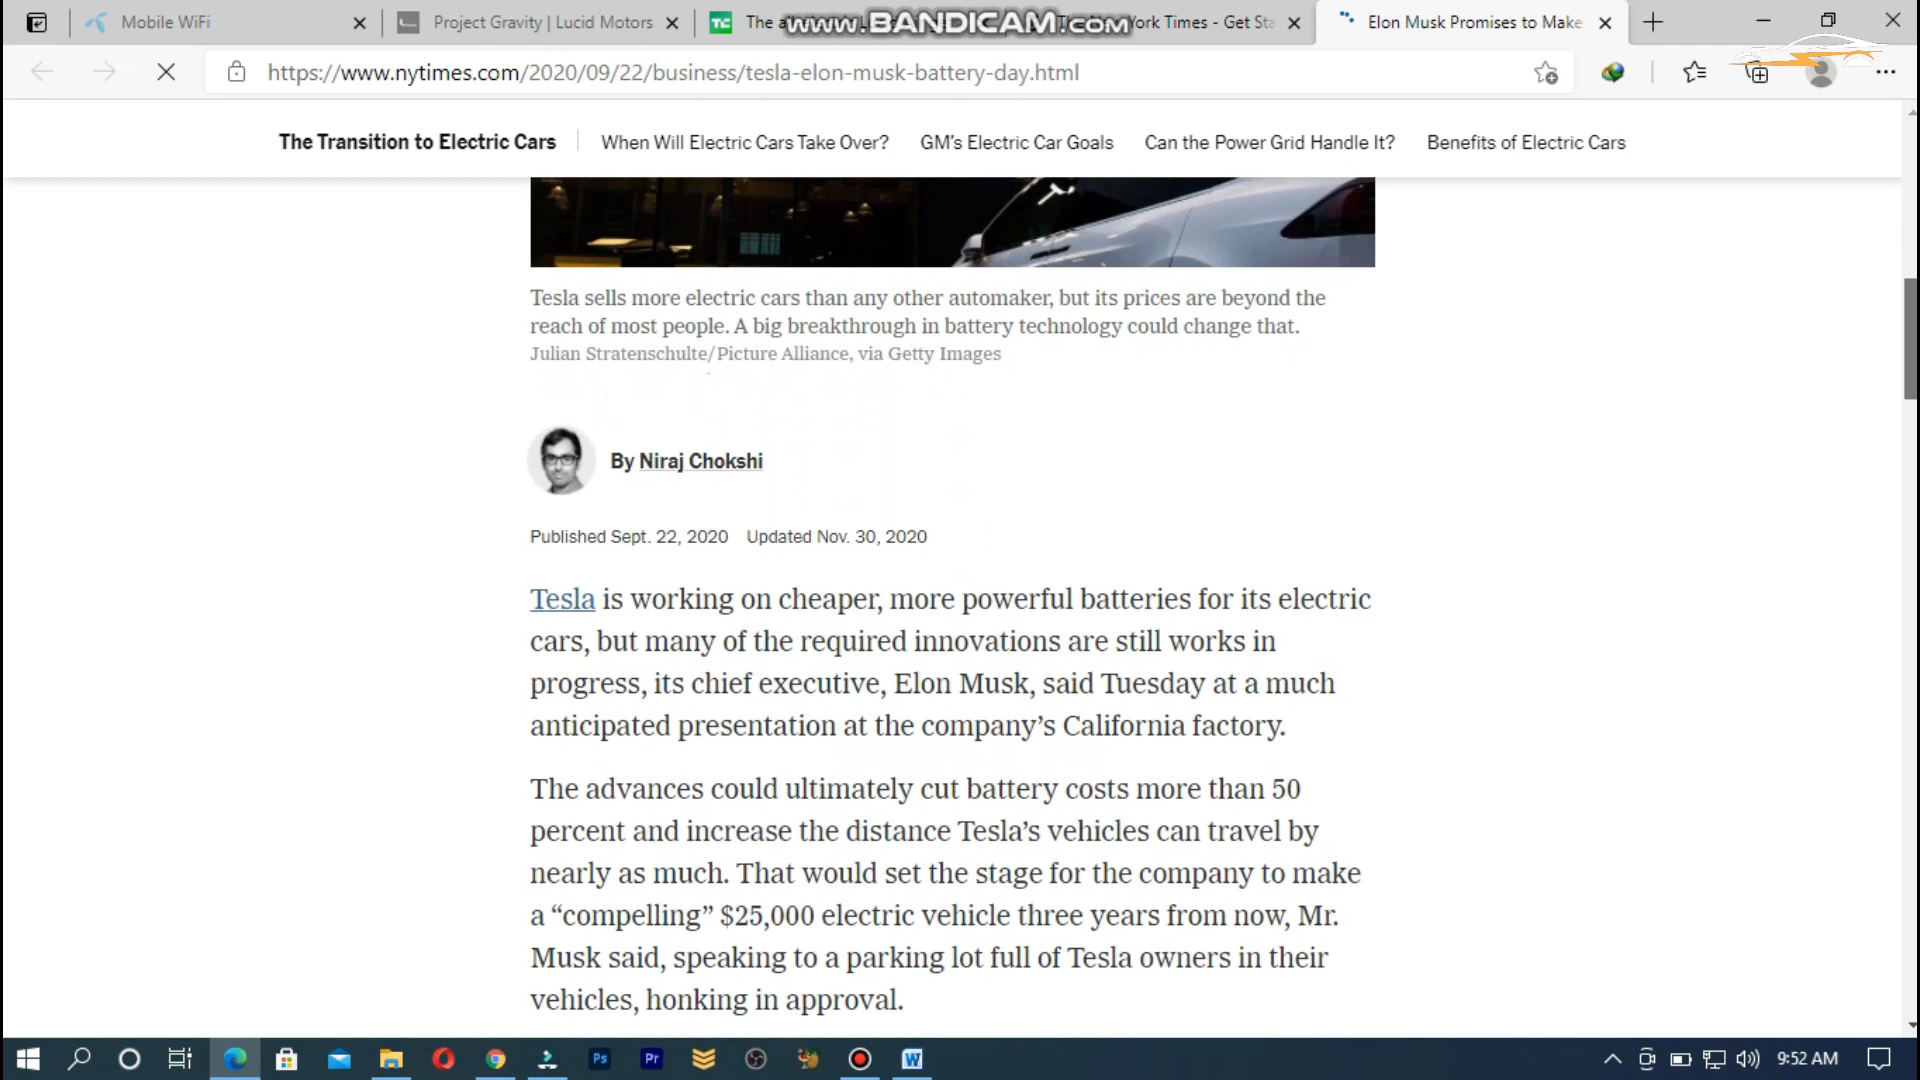 Mobile WiFi
Project Gravity | Lucid Motors
The
www.BANDICAM.com
York Times - Get Sta
Elon Musk Promises to Make
https://www.nytimes.com/2020/09/22/business/tesla-elon-musk-battery-day.html
The Transition to Electric Cars
When Will Electric Cars Take Over?
GM's Electric Car Goals
Can the Power Grid Handle It?
Benefits of Electric Cars
Tesla sells more electric cars than any other automaker, but its prices are beyond the
reach of most people. A big breakthrough in battery technology could change that.
Julian Stratenschulte/Picture Alliance, via Getty Images
By Niraj Chokshi
Published Sept. 22, 2020 Updated Nov. 30, 2020
Tesla is working on cheaper, more powerful batteries for its electric
cars, but many of the required innovations are still works in
progress, its chief executive, Elon Musk, said Tuesday at a much
anticipated presentation at the company's California factory.
The advances could ultimately cut battery costs more than 50
percent and increase the distance Tesla's vehicles can travel by
nearly as much. That would set the stage for the company to make
a “compelling” $25,000 electric vehicle three years from now, Mr.
Musk said, speaking to a parking lot full of Tesla owners in their
vehicles, honking in approval.
9:52 AM